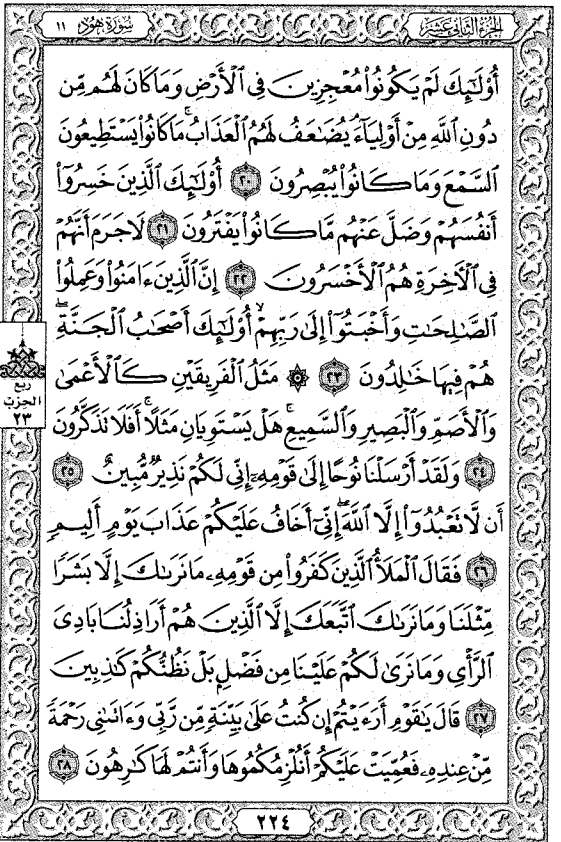 الجزء الثاني عشر
سورة هود ١١
أُوْلَٰٓئِكَ لَمْ يَكُونُوا۟ مُعْجِزِينَ فِى ٱلْأَرْضِ وَمَا كَانَ لَهُم مِّن
دُونِ ٱللَّهِ مِنْ أَوْلِيَآءَ ۘ يُضَٰعَفُ لَهُمُ ٱلْعَذَابُ ۚ مَا كَانُوا۟ يَسْتَطِيعُونَ
ٱلسَّمْعَ وَمَا كَانُوا۟ يُبْصِرُونَ ٢٠ أُوْلَٰٓئِكَ ٱلَّذِينَ خَسِرُوٓا۟
أَنفُسَهُمْ وَضَلَّ عَنْهُم مَّا كَانُوا۟ يَفْتَرُونَ ٢١ لَا جَرَمَ أَنَّهُمْ
فِى ٱلْءَاخِرَةِ هُمُ ٱلْأَخْسَرُونَ ٢٢ إِنَّ ٱلَّذِينَ ءَامَنُوا۟ وَعَمِلُوا۟
ٱلصَّٰلِحَٰتِ وَأَخْبَتُوٓا۟ إِلَىٰ رَبِّهِمْ أُوْلَٰٓئِكَ أَصْحَٰبُ ٱلْجَنَّةِ ۖ
هُمْ فِيهَا خَٰلِدُونَ ٢٣ ۞ مَثَلُ ٱلْفَرِيقَيْنِ كَٱلْأَعْمَىٰ
وَٱلْأَصَمِّ وَٱلْبَصِيرِ وَٱلسَّمِيعِ ۚ هَلْ يَسْتَوِيَانِ مَثَلًا ۚ أَفَلَا تَذَكَّرُونَ
٢٤ وَلَقَدْ أَرْسَلْنَا نُوحًا إِلَىٰ قَوْمِهِۦٓ إِنِّى لَكُمْ نَذِيرٌ مُّبِينٌ ٢٥
أَن لَّا تَعْبُدُوٓا۟ إِلَّا ٱللَّهَ ۖ إِنِّىٓ أَخَافُ عَلَيْكُمْ عَذَابَ يَوْمٍ أَلِيمٍ
٢٦ فَقَالَ ٱلْمَلَأُ ٱلَّذِينَ كَفَرُوا۟ مِن قَوْمِهِۦ مَا نَرَىٰكَ إِلَّا بَشَرًا
مِّثْلَنَا وَمَا نَرَىٰكَ ٱتَّبَعَكَ إِلَّا ٱلَّذِينَ هُمْ أَرَاذِلُنَا بَادِىَ
ٱلرَّأْىِ وَمَا نَرَىٰ لَكُمْ عَلَيْنَا مِن فَضْلٍۭ بَلْ نَظُنُّكُمْ كَٰذِبِينَ
٢٧ قَالَ يَٰقَوْمِ أَرَءَيْتُمْ إِن كُنتُ عَلَىٰ بَيِّنَةٍ مِّن رَّبِّى وَءَاتَىٰنِى رَحْمَةً
مِّنْ عِندِهِۦ فَعُمِّيَتْ عَلَيْكُمْ أَنُلْزِمُكُمُوهَا وَأَنتُمْ لَهَا كَٰرِهُونَ ٢٨
ربع
الحزب
٢٣
٢٢٤